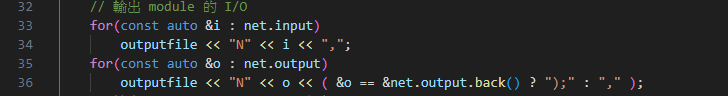 32 // 輸出 module 的 I/O
33 for(const auto &i : net.input)
34 outputfile << "N" << i << ",";
35 for(const auto &o : net.output)
36 outputfile << "N" << o << ( &o == &net.output.back() ? ");" : "," );